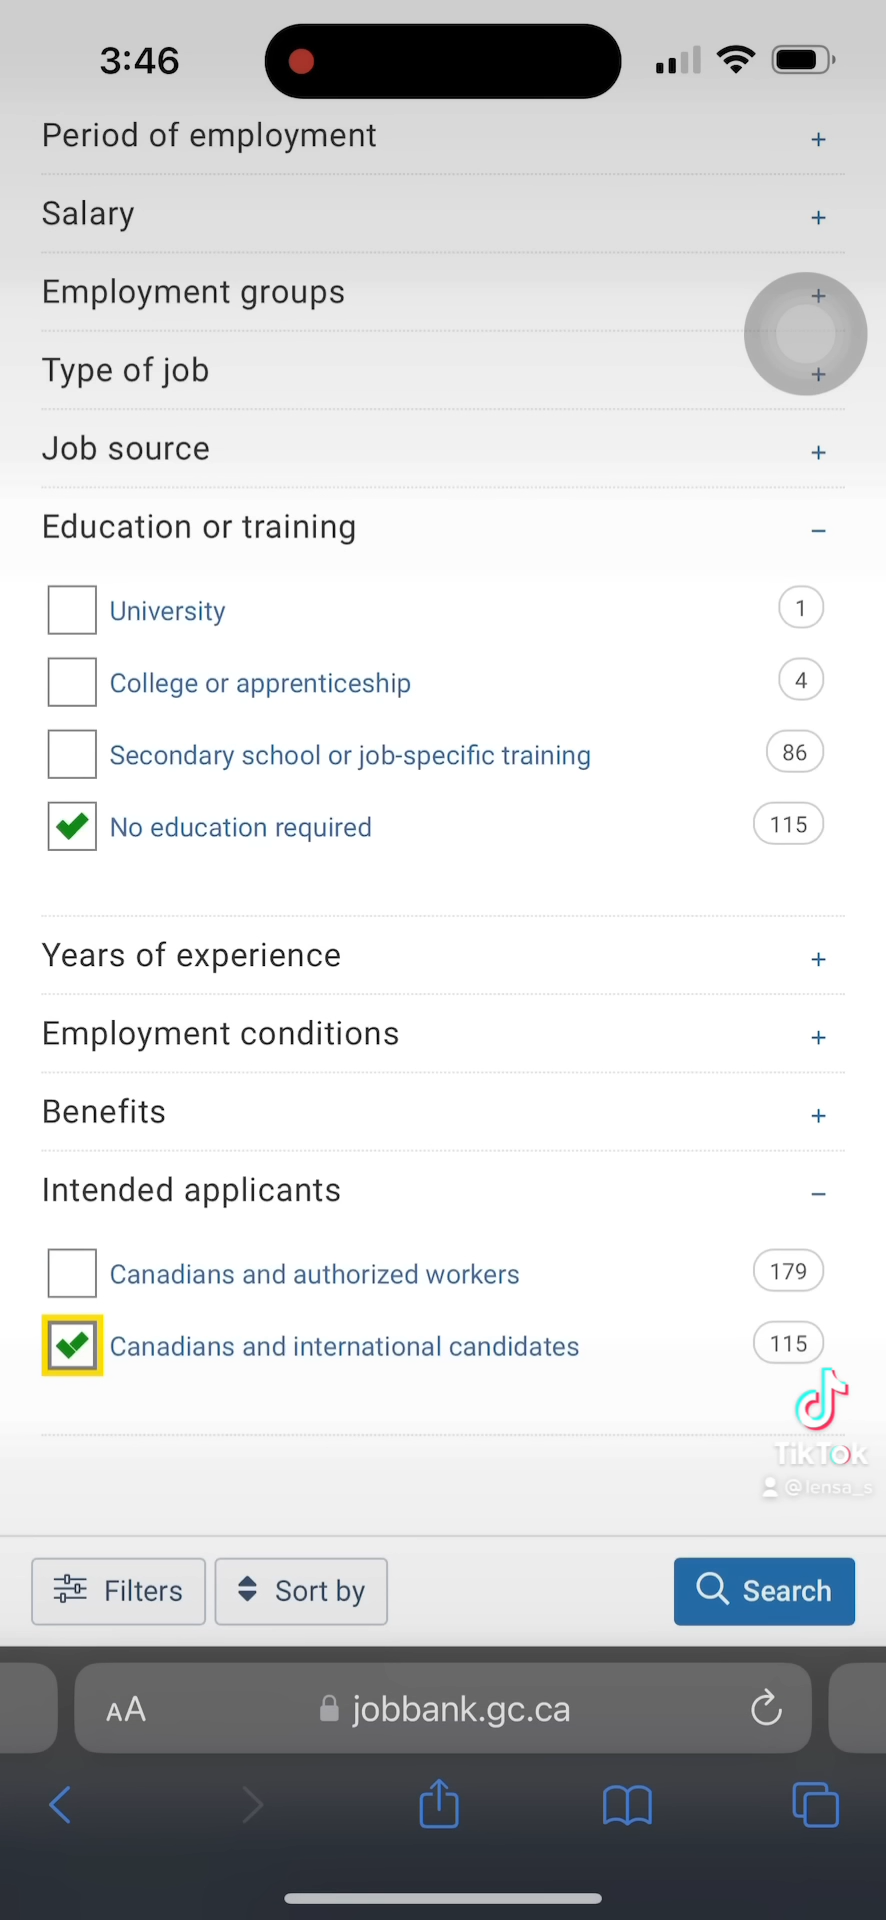 3:46
Period of employment +
Salary +
Employment groups +
Type of job +
Job source +
Education or training −
University 1
College or apprenticeship 4
Secondary school or job-specific training 86
No education required 115
Years of experience +
Employment conditions +
Benefits +
Intended applicants −
Canadians and authorized workers 179
Canadians and international candidates 115
TikTok
@lensa_s
Filters Sort by Search
AA jobbank.gc.ca